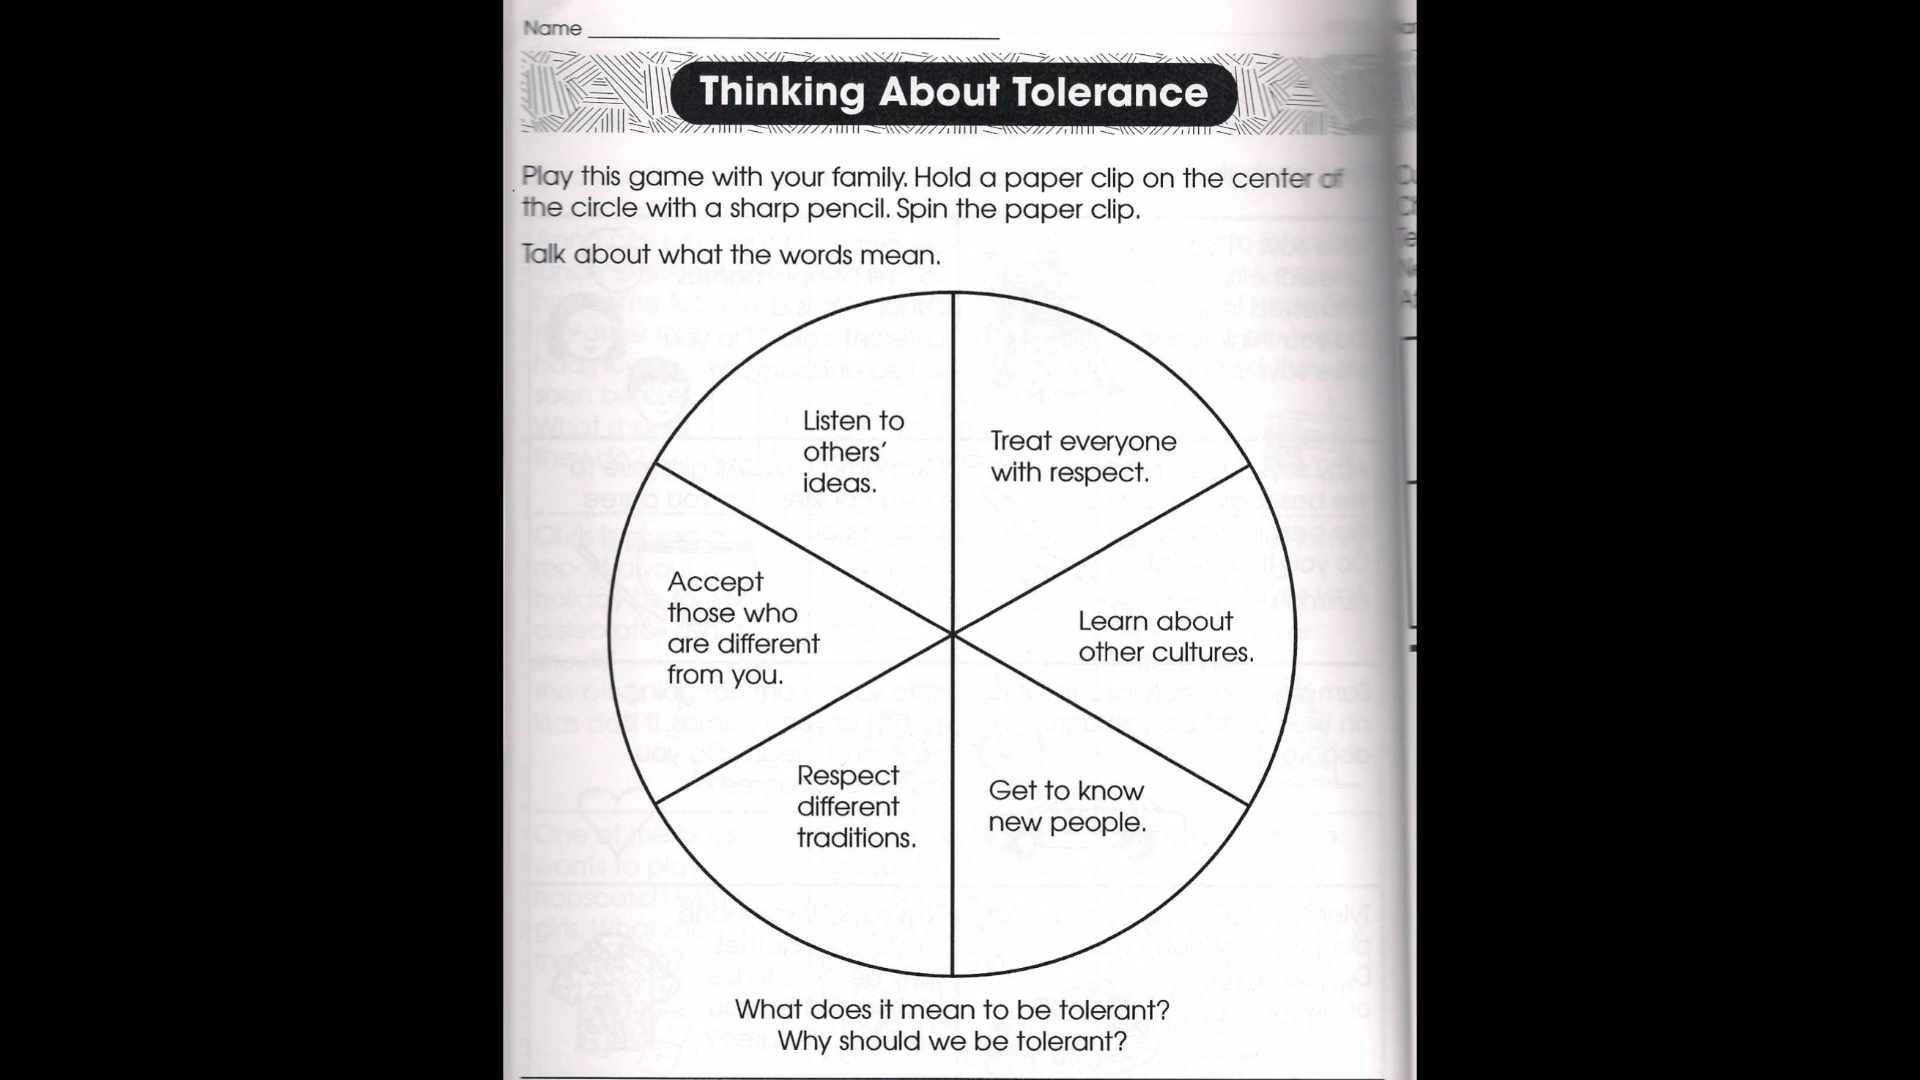 Name
Thinking About Tolerance
Play this game with your family. Hold a paper clip on the center of
the circle with a sharp pencil. Spin the paper clip.
Talk about what the words mean.
Listen to
others'
ideas.
Treat everyone
with respect.
Accept
those who
are different
from you.
Learn about
other cultures.
Respect
different
traditions.
Get to know
new people.
What does it mean to be tolerant?
Why should we be tolerant?